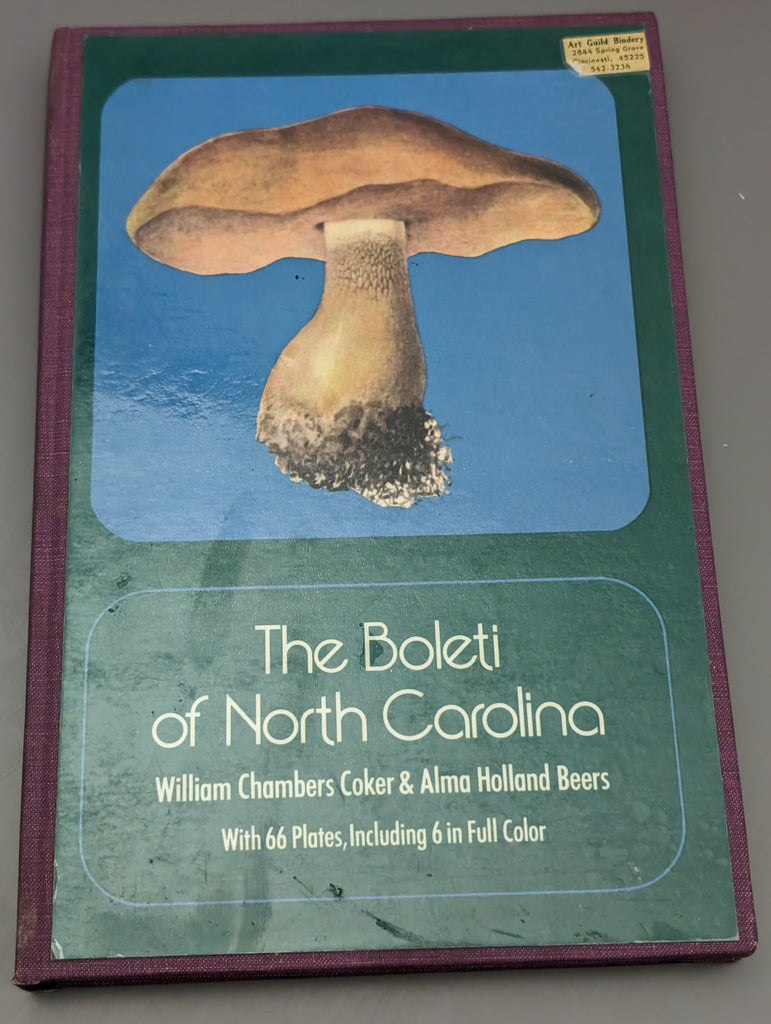 Art Guild Bindery
2844 Spring Grove
Cincinnati, 45225
542-3236
The Boleti
of North Carolina
William Chambers Coker & Alma Holland Beers
With 66 Plates, Including 6 in Full Color